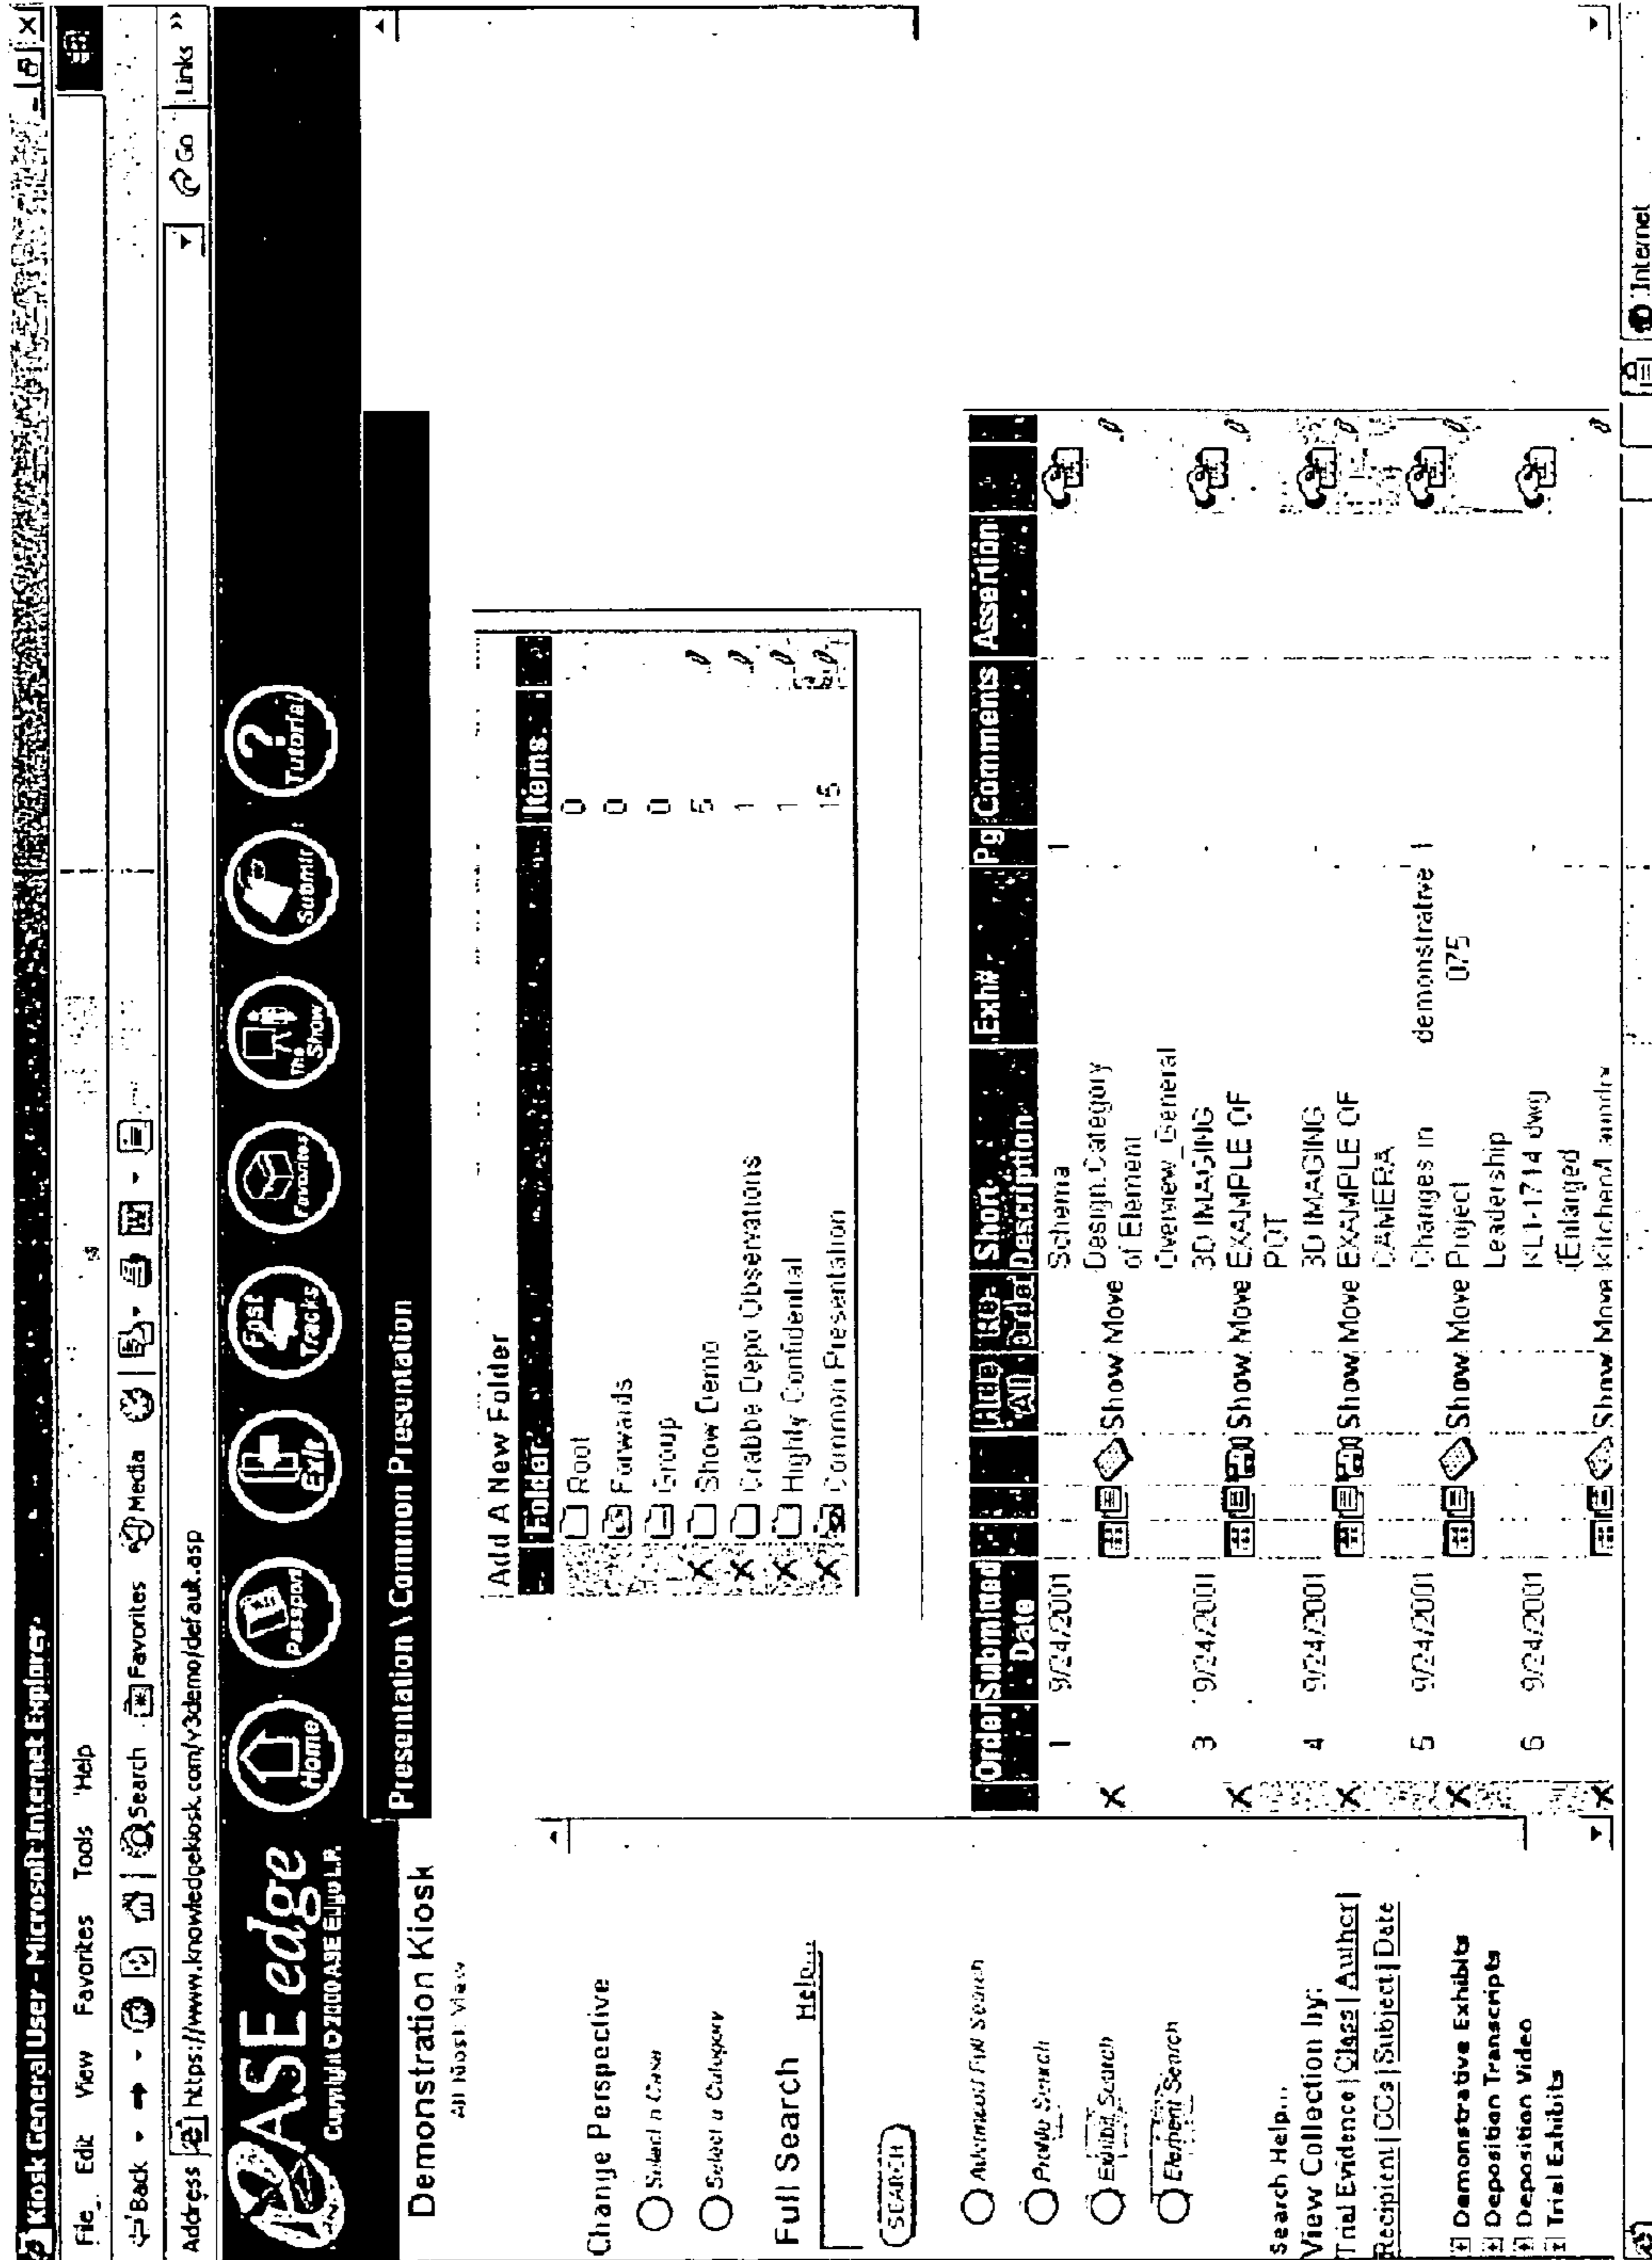 Kiosk General User - Microsoft Internet Explorer
File Edit View Favorites Tools Help
Back Search Favorites Media
Address https://www.knowledgekiosk.com/v3demo/default.asp Go Links »
ASE edge
Copyright © 2000 ASE Edge L.P.
Home Passport Exit Fast Tracks Favorites The Show Submit ? Tutorial
Presentation \ Common Presentation
Demonstration Kiosk
All Kiosk View
Change Perspective
Select a Case
Select a Category
Full Search Help...
SEARCH
Advanced Full Search
Profile Search
Exhibit Search
Element Search
Search Help...
View Collection by:
Trial Evidence | Class | Author |
Recipient | CCs | Subject | Date
Demonstrative Exhibits
Deposition Transcripts
Deposition Video
Trial Exhibits
Add A New Folder
Folder Items
Root 0
Forwards 0
Group 0
X Show Demo 5
X Crabbe Depo Observations 1
X Highly Confidential 1
X Common Presentation 15
Order Submitted Date (Title) All Re-order Short Description Exh# Pg Comments Assertion
1 9/24/2001 Schema 1
X Show Move Design.Category
of Element
Overview_General
3 9/24/2001 3D IMAGING
X Show Move EXAMPLE OF
POT
4 9/24/2001 3D IMAGING
X Show Move EXAMPLE OF
CAMERA
5 9/24/2001 Changes in demonstrative 1
X Show Move Project 075
Leadership
6 9/24/2001 KL1-1714 dwg
(Enlarged
X Show Move Kitchen/Laundry
Internet